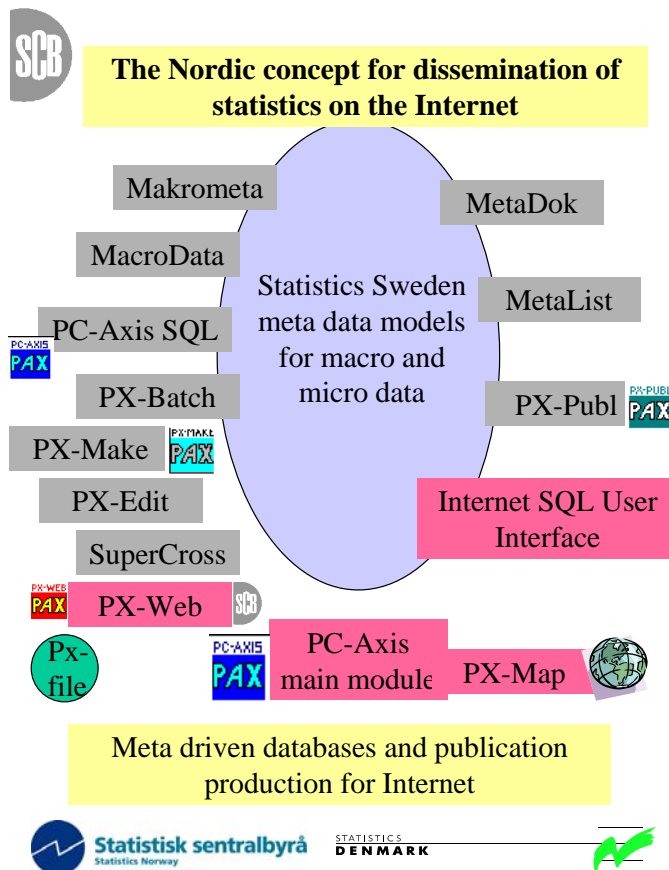 SCB
The Nordic concept for dissemination of
statistics on the Internet
Makrometa
MetaDok
MacroData
Statistics Sweden
meta data models
for macro and
micro data
MetaList
PC-AXIS
PAX
PC-Axis SQL
PX-Batch
PX-Publ
PX-PUBL
PAX
PX-Make
PX-MAKE
PAX
PX-Edit
Internet SQL User
Interface
SuperCross
PX-WEB
PAX
PX-Web
SCB
Px-
file
PC-AXIS
PAX
PC-Axis
main module
PX-Map
Meta driven databases and publication
production for Internet
Statistisk sentralbyrå
Statistics Norway
STATISTICS
DENMARK